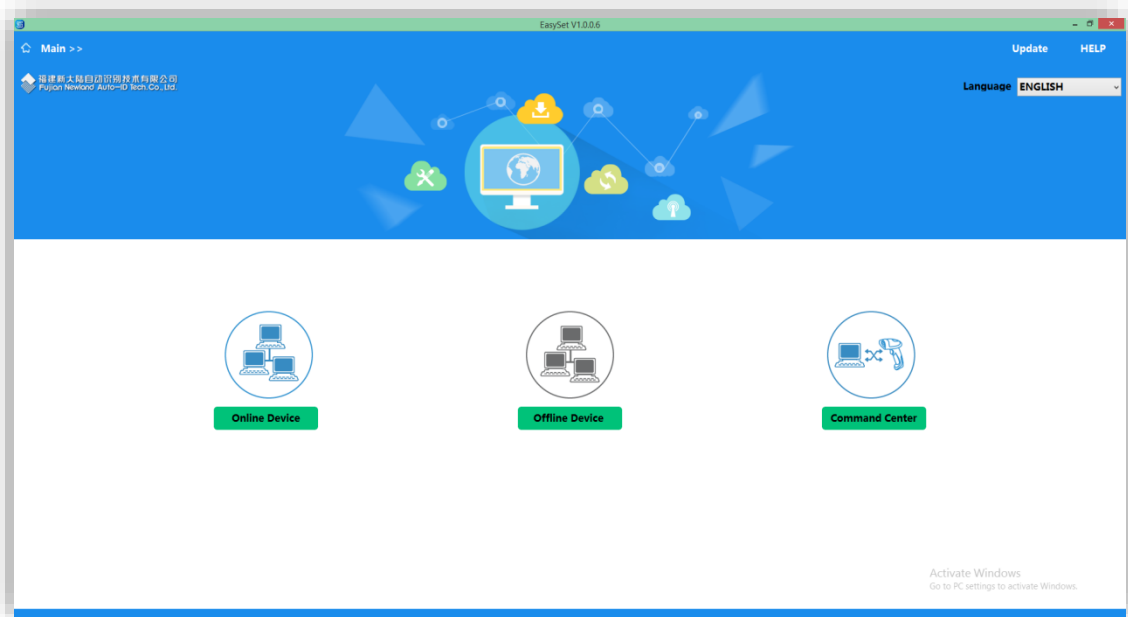 EasySet V1.0.0.6
Main >>
Update
HELP
福建新大陆自动识别技术有限公司
Fujian Newland Auto-ID Tech.Co.,Ltd.
Language
ENGLISH
Online Device
Offline Device
Command Center
Activate Windows
Go to PC settings to activate Windows.